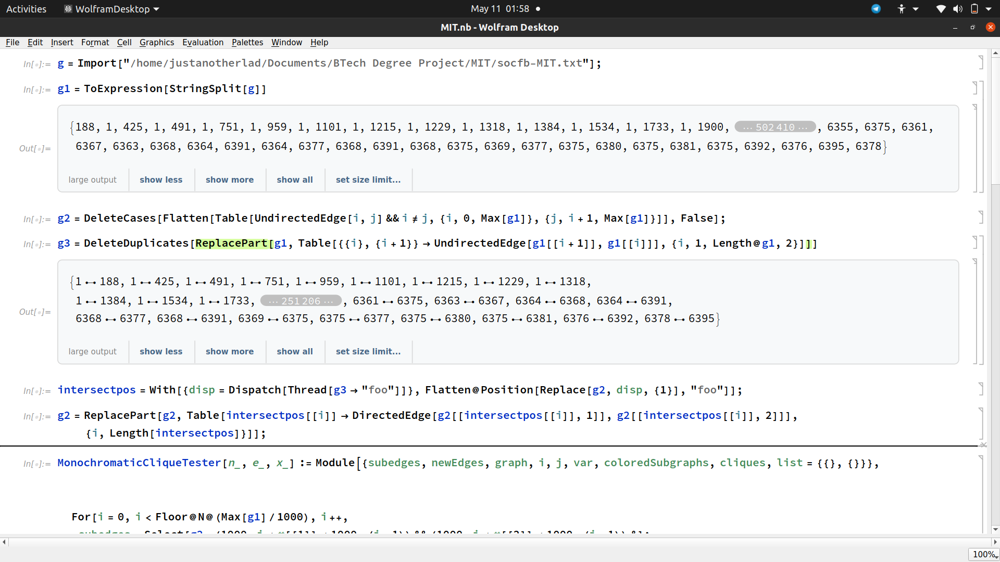 Activities WolframDesktop May 11 01:58
MIT.nb - Wolfram Desktop
File Edit Insert Format Cell Graphics Evaluation Palettes Window Help
In[•]:= g = Import["/home/justanotherlad/Documents/BTech Degree Project/MIT/socfb-MIT.txt"];
In[•]:= g1 = ToExpression[StringSplit[g]]
{188, 1, 425, 1, 491, 1, 751, 1, 959, 1, 1101, 1, 1215, 1, 1229, 1, 1318, 1, 1384, 1, 1534, 1, 1733, 1, 1900, ... 502 410 ... , 6355, 6375, 6361,
Out[•]= 6367, 6363, 6368, 6364, 6391, 6364, 6377, 6368, 6391, 6368, 6375, 6369, 6377, 6375, 6380, 6375, 6381, 6375, 6392, 6376, 6395, 6378}
large output show less show more show all set size limit...
In[•]:= g2 = DeleteCases[Flatten[Table[UndirectedEdge[i, j] && i ≠ j, {i, 0, Max[g1]}, {j, i + 1, Max[g1]}]], False];
In[•]:= g3 = DeleteDuplicates[ReplacePart[g1, Table[{{i}, {i + 1}} → UndirectedEdge[g1[[i + 1]], g1[[i]]], {i, 1, Length@g1, 2}]]]
{1 ⟷ 188, 1 ⟷ 425, 1 ⟷ 491, 1 ⟷ 751, 1 ⟷ 959, 1 ⟷ 1101, 1 ⟷ 1215, 1 ⟷ 1229, 1 ⟷ 1318,
1 ⟷ 1384, 1 ⟷ 1534, 1 ⟷ 1733, ... 251 206 ... , 6361 ⟷ 6375, 6363 ⟷ 6367, 6364 ⟷ 6368, 6364 ⟷ 6391,
Out[•]= 6368 ⟷ 6377, 6368 ⟷ 6391, 6369 ⟷ 6375, 6375 ⟷ 6377, 6375 ⟷ 6380, 6375 ⟷ 6381, 6376 ⟷ 6392, 6378 ⟷ 6395}
large output show less show more show all set size limit...
In[•]:= intersectpos = With[{disp = Dispatch[Thread[g3 → "foo"]]}, Flatten@Position[Replace[g2, disp, {1}], "foo"]];
In[•]:= g2 = ReplacePart[g2, Table[intersectpos[[i]] → DirectedEdge[g2[[intersectpos[[i]], 1]], g2[[intersectpos[[i]], 2]]],
{i, Length[intersectpos]}]];
In[•]:= MonochromaticCliqueTester[n_, e_, x_] := Module[{subedges, newEdges, graph, i, j, var, coloredSubgraphs, cliques, list = {{}, {}}},
For[i = 0, i < Floor@N@(Max[g1] / 1000), i ++,
100%